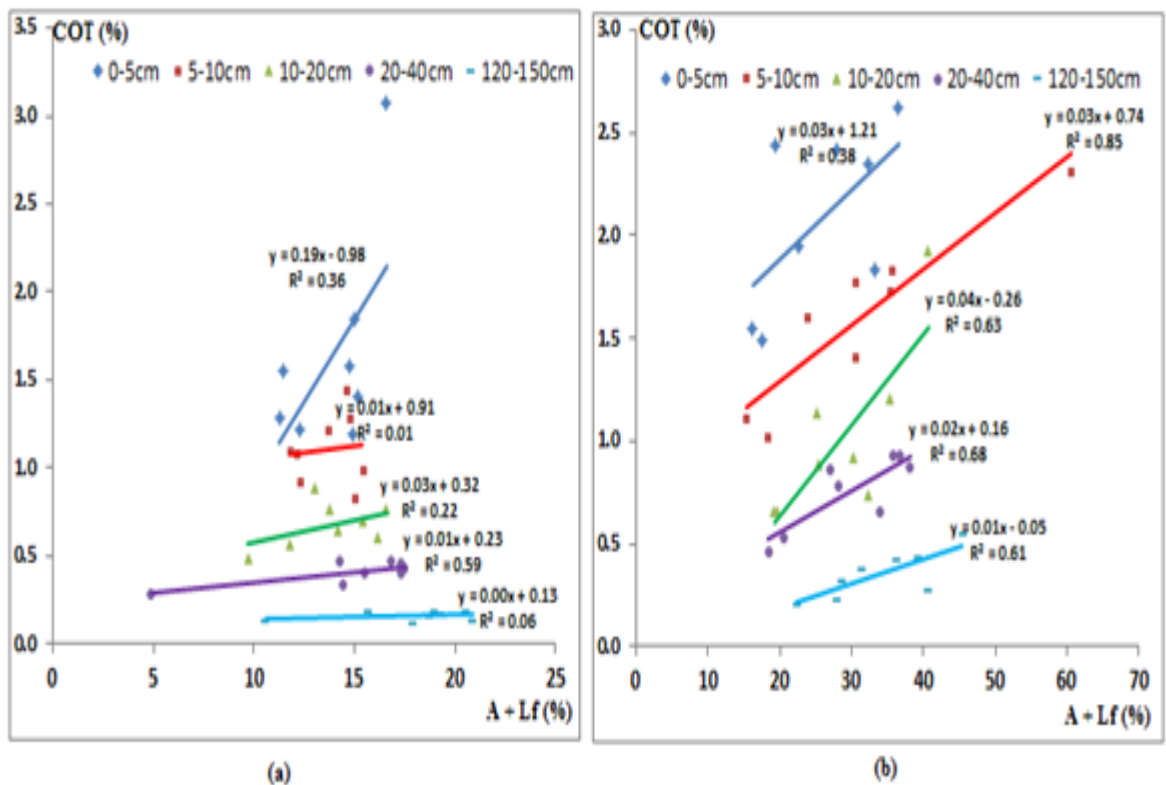 COT (%)
0-5cm 5-10cm 10-20cm 20-40cm 120-150cm
3.5
3.0
2.5
2.0
1.5
1.0
0.5
0.0
y = 0.19x - 0.98
R² = 0.36
y = 0.01x + 0.91
R² = 0.01
y = 0.03x + 0.32
R² = 0.22
y = 0.01x + 0.23
R² = 0.59
y = 0.00x + 0.13
R² = 0.06
0 5 10 15 20 25
A + Lf (%)
(a)
COT (%)
0-5cm 5-10cm 10-20cm 20-40cm 120-150cm
3.0
2.5
2.0
1.5
1.0
0.5
0.0
y = 0.03x + 1.21
R² = 0.38
y = 0.03x + 0.74
R² = 0.85
y = 0.04x - 0.26
R² = 0.63
y = 0.02x + 0.16
R² = 0.68
y = 0.01x - 0.05
R² = 0.61
0 10 20 30 40 50 60 70
A + Lf (%)
(b)